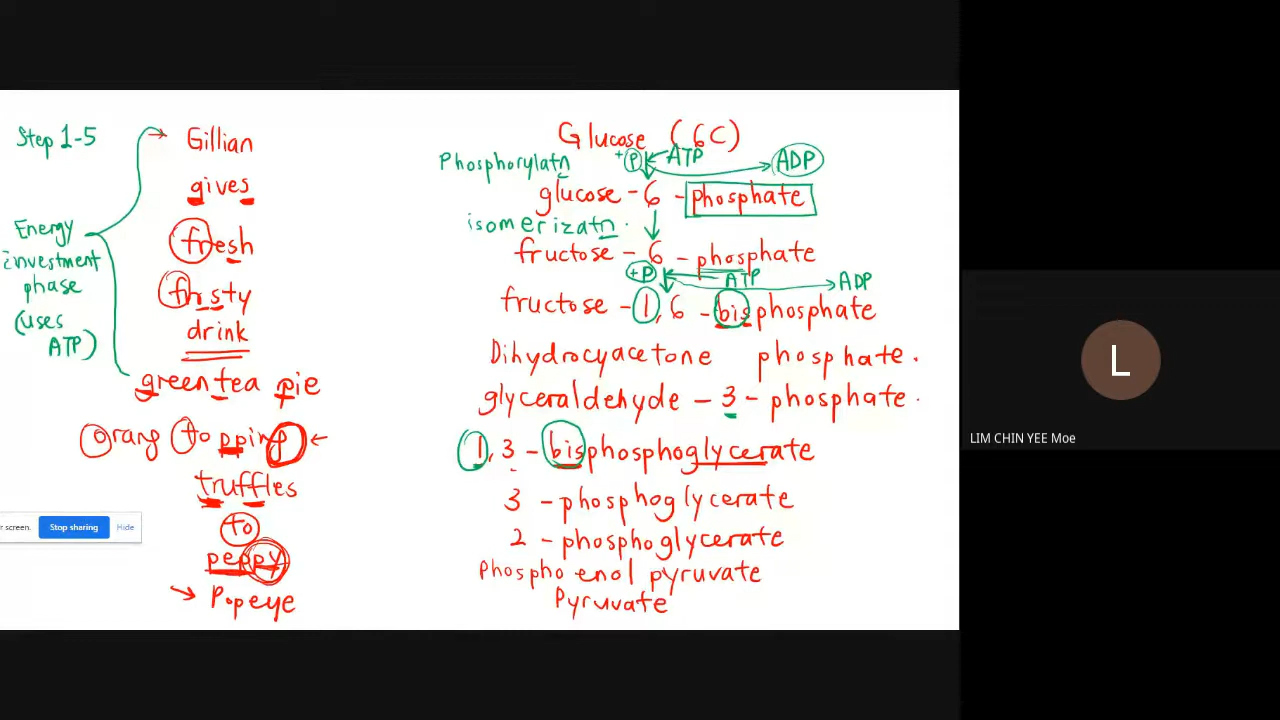 Step 1-5
Energy
investment
phase
(uses
ATP)
Gillian
gives
fresh
frosty
drink
green tea pie
Orang Topping
truffles
to
peppy
Popeye
r screen.
Stop sharing
Hide
Glucose (6C)
+P ATP ADP
Phosphorylatn
glucose - 6 - phosphate
isomerizatn
fructose - 6 - phosphate
+P ATP ADP
fructose - 1, 6 - bisphosphate
Dihydrocyacetone phosphate.
glyceraldehyde - 3 - phosphate.
1, 3 - bisphosphoglycerate
3 - phosphoglycerate
2 - phosphoglycerate
Phospho enol pyruvate
Pyruvate
L
LIM CHIN YEE Moe